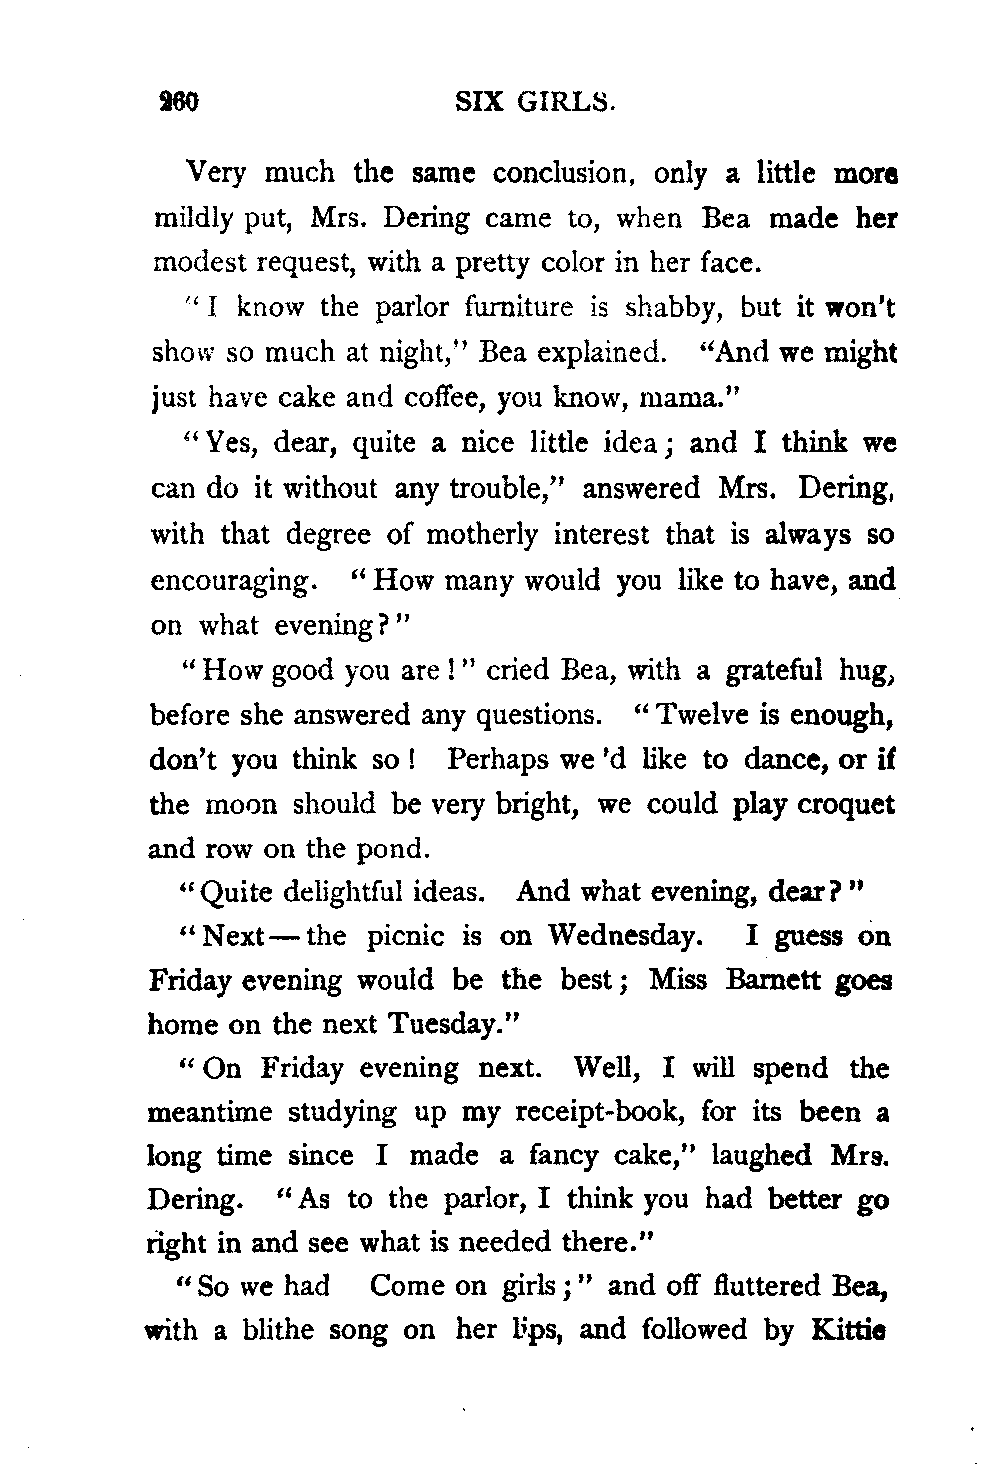 260 SIX GIRLS.
Very much the same conclusion, only a little more
mildly put, Mrs. Dering came to, when Bea made her
modest request, with a pretty color in her face.
"I know the parlor furniture is shabby, but it won't
show so much at night," Bea explained. "And we might
just have cake and coffee, you know, mama."
"Yes, dear, quite a nice little idea; and I think we
can do it without any trouble," answered Mrs. Dering,
with that degree of motherly interest that is always so
encouraging. "How many would you like to have, and
on what evening?"
"How good you are!" cried Bea, with a grateful hug,
before she answered any questions. "Twelve is enough,
don't you think so! Perhaps we'd like to dance, or if
the moon should be very bright, we could play croquet
and row on the pond.
"Quite delightful ideas. And what evening, dear?"
"Next—the picnic is on Wednesday. I guess on
Friday evening would be the best; Miss Barnett goes
home on the next Tuesday."
"On Friday evening next. Well, I will spend the
meantime studying up my receipt-book, for its been a
long time since I made a fancy cake," laughed Mrs.
Dering. "As to the parlor, I think you had better go
right in and see what is needed there."
"So we had Come on girls;" and off fluttered Bea,
with a blithe song on her lips, and followed by Kittie